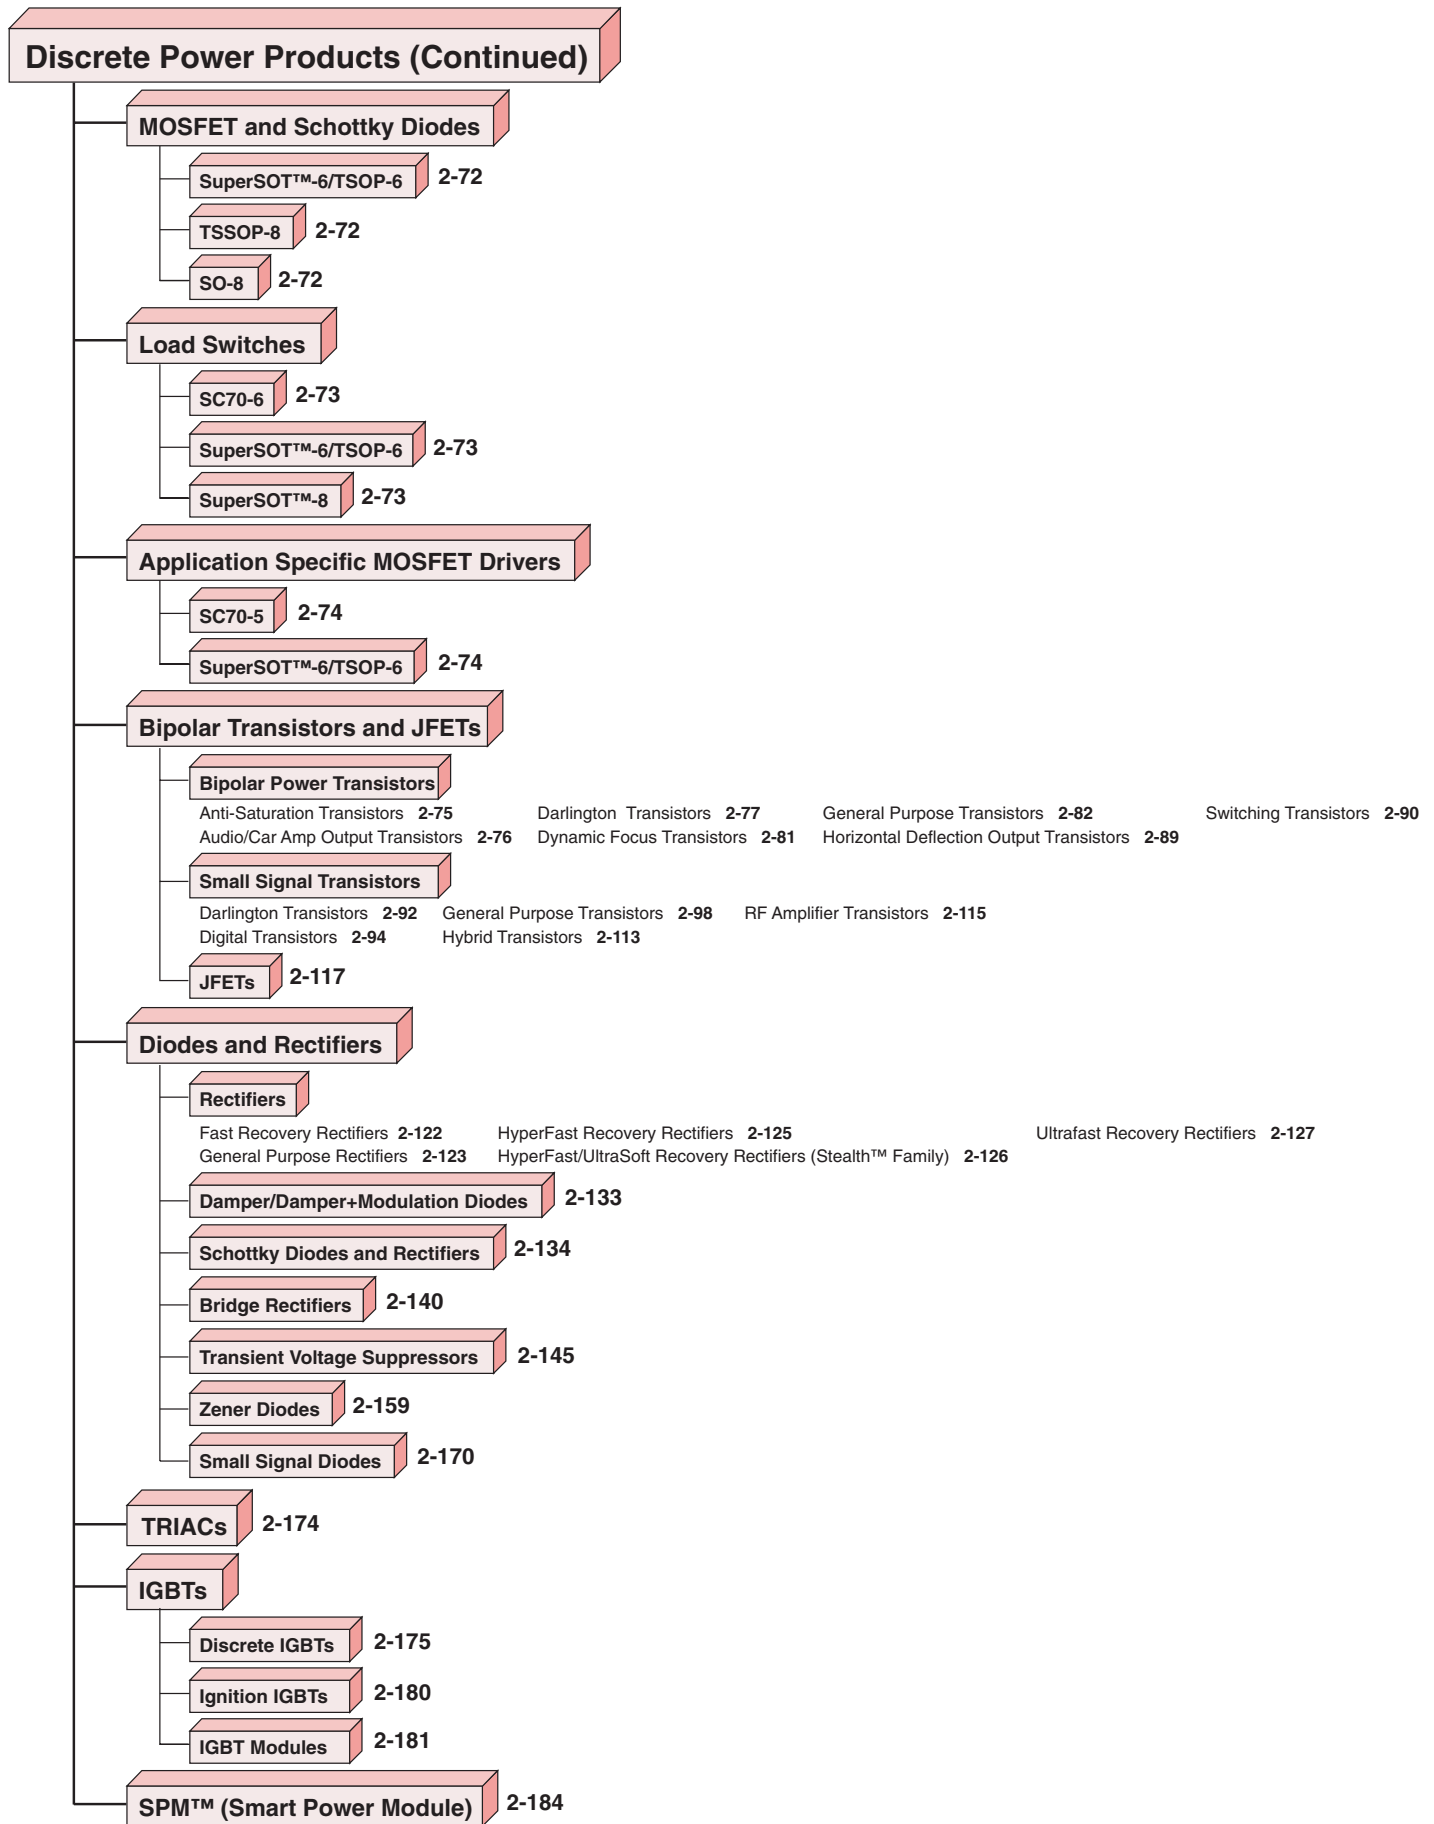 Discrete Power Products (Continued)
MOSFET and Schottky Diodes
SuperSOT™-6/TSOP-6 2-72
TSSOP-8 2-72
SO-8 2-72
Load Switches
SC70-6 2-73
SuperSOT™-6/TSOP-6 2-73
SuperSOT™-8 2-73
Application Specific MOSFET Drivers
SC70-5 2-74
SuperSOT™-6/TSOP-6 2-74
Bipolar Transistors and JFETs
Bipolar Power Transistors
Anti-Saturation Transistors 2-75 Darlington Transistors 2-77 General Purpose Transistors 2-82 Switching Transistors 2-90
Audio/Car Amp Output Transistors 2-76 Dynamic Focus Transistors 2-81 Horizontal Deflection Output Transistors 2-89
Small Signal Transistors
Darlington Transistors 2-92 General Purpose Transistors 2-98 RF Amplifier Transistors 2-115
Digital Transistors 2-94 Hybrid Transistors 2-113
JFETs 2-117
Diodes and Rectifiers
Rectifiers
Fast Recovery Rectifiers 2-122 HyperFast Recovery Rectifiers 2-125 Ultrafast Recovery Rectifiers 2-127
General Purpose Rectifiers 2-123 HyperFast/UltraSoft Recovery Rectifiers (Stealth™ Family) 2-126
Damper/Damper+Modulation Diodes 2-133
Schottky Diodes and Rectifiers 2-134
Bridge Rectifiers 2-140
Transient Voltage Suppressors 2-145
Zener Diodes 2-159
Small Signal Diodes 2-170
TRIACs 2-174
IGBTs
Discrete IGBTs 2-175
Ignition IGBTs 2-180
IGBT Modules 2-181
SPM™ (Smart Power Module) 2-184